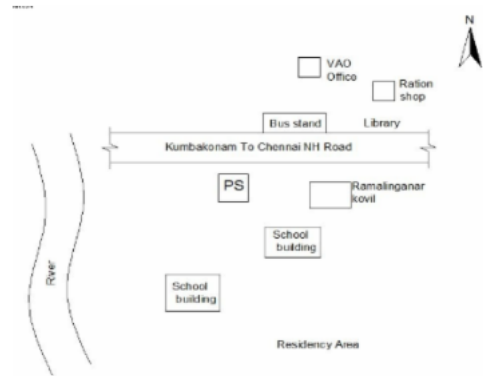 N
VAO
Office
Ration
shop
Bus stand
Library
Kumbakonam To Chennai NH Road
PS
Ramalinganar
kovil
School
building
School
building
River
Residency Area